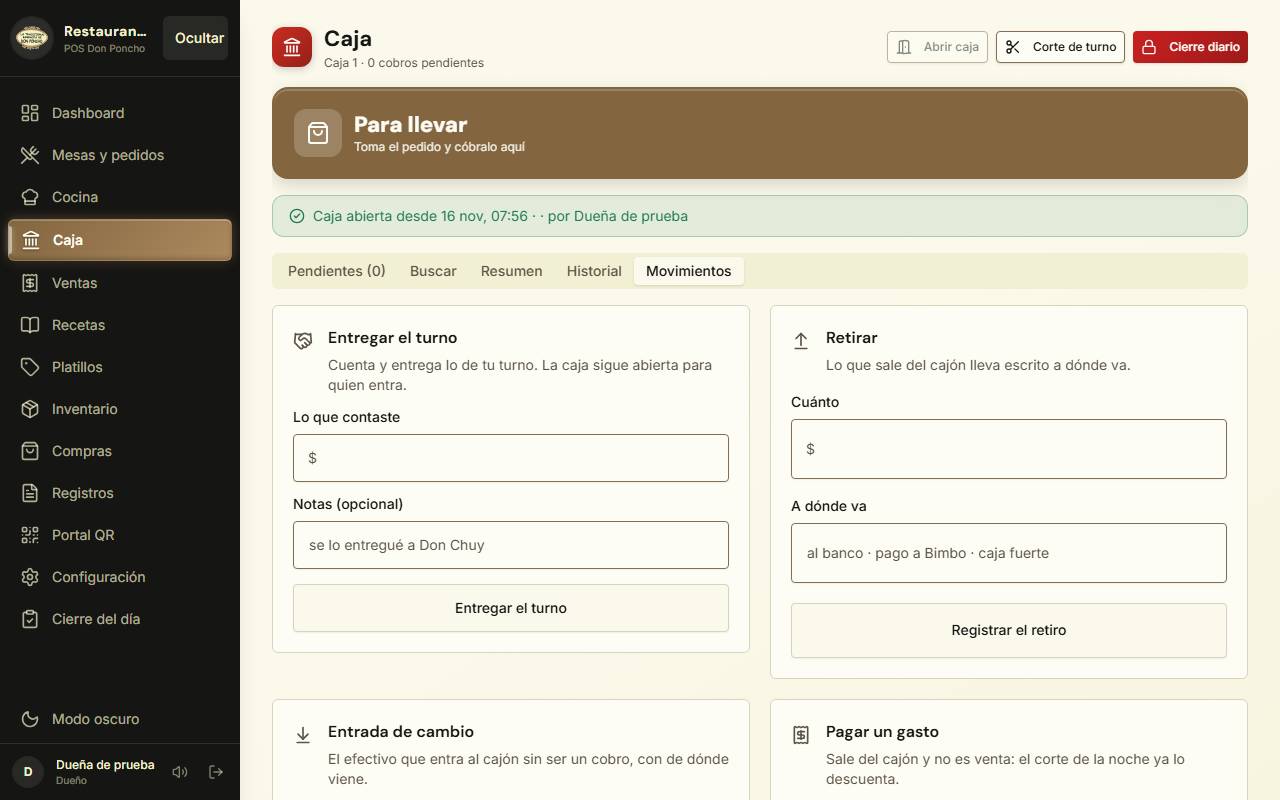 Restauran...
POS Don Poncho
Ocultar
Dashboard
Mesas y pedidos
Cocina
Caja
Ventas
Recetas
Platillos
Inventario
Compras
Registros
Portal QR
Configuración
Cierre del día
Modo oscuro
D
Dueña de prueba
Dueño
Caja
Caja 1 · 0 cobros pendientes
Abrir caja
Corte de turno
Cierre diario
Para llevar
Toma el pedido y cóbralo aquí
Caja abierta desde 16 nov, 07:56 · · por Dueña de prueba
Pendientes (0)
Buscar
Resumen
Historial
Movimientos
Entregar el turno
Cuenta y entrega lo de tu turno. La caja sigue abierta para
quien entra.
Lo que contaste
$
Notas (opcional)
se lo entregué a Don Chuy
Entregar el turno
Retirar
Lo que sale del cajón lleva escrito a dónde va.
Cuánto
$
A dónde va
al banco · pago a Bimbo · caja fuerte
Registrar el retiro
Entrada de cambio
El efectivo que entra al cajón sin ser un cobro, con de dónde
viene.
Pagar un gasto
Sale del cajón y no es venta: el corte de la noche ya lo
descuenta.